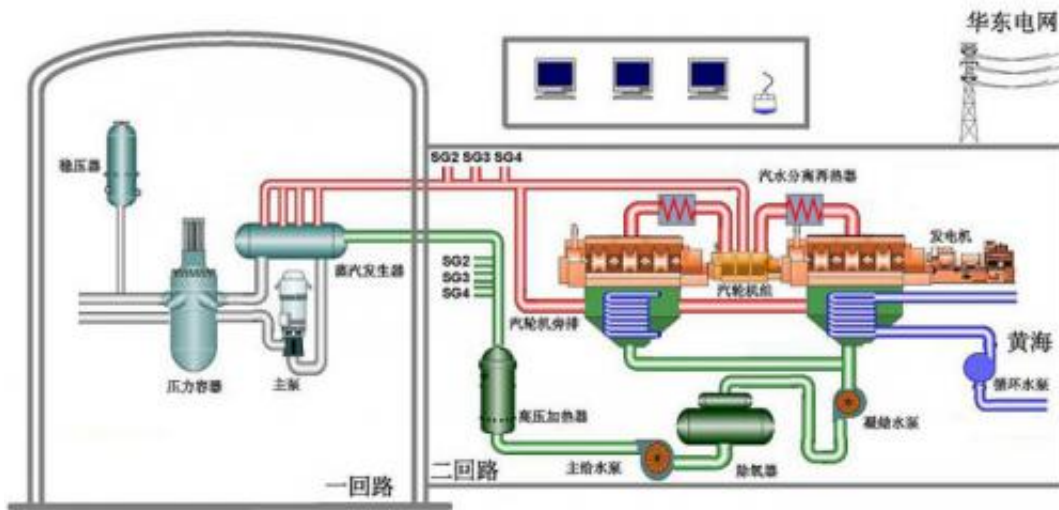 华东电网
稳压器
SG2 SG3 SG4
汽水分离再热器
发电机
蒸汽发生器
SG2
SG3
SG4
汽轮机组
汽轮机旁排
黄海
压力容器
主泵
循环水泵
高压加热器
凝结水泵
主给水泵
除氧器
一回路
二回路